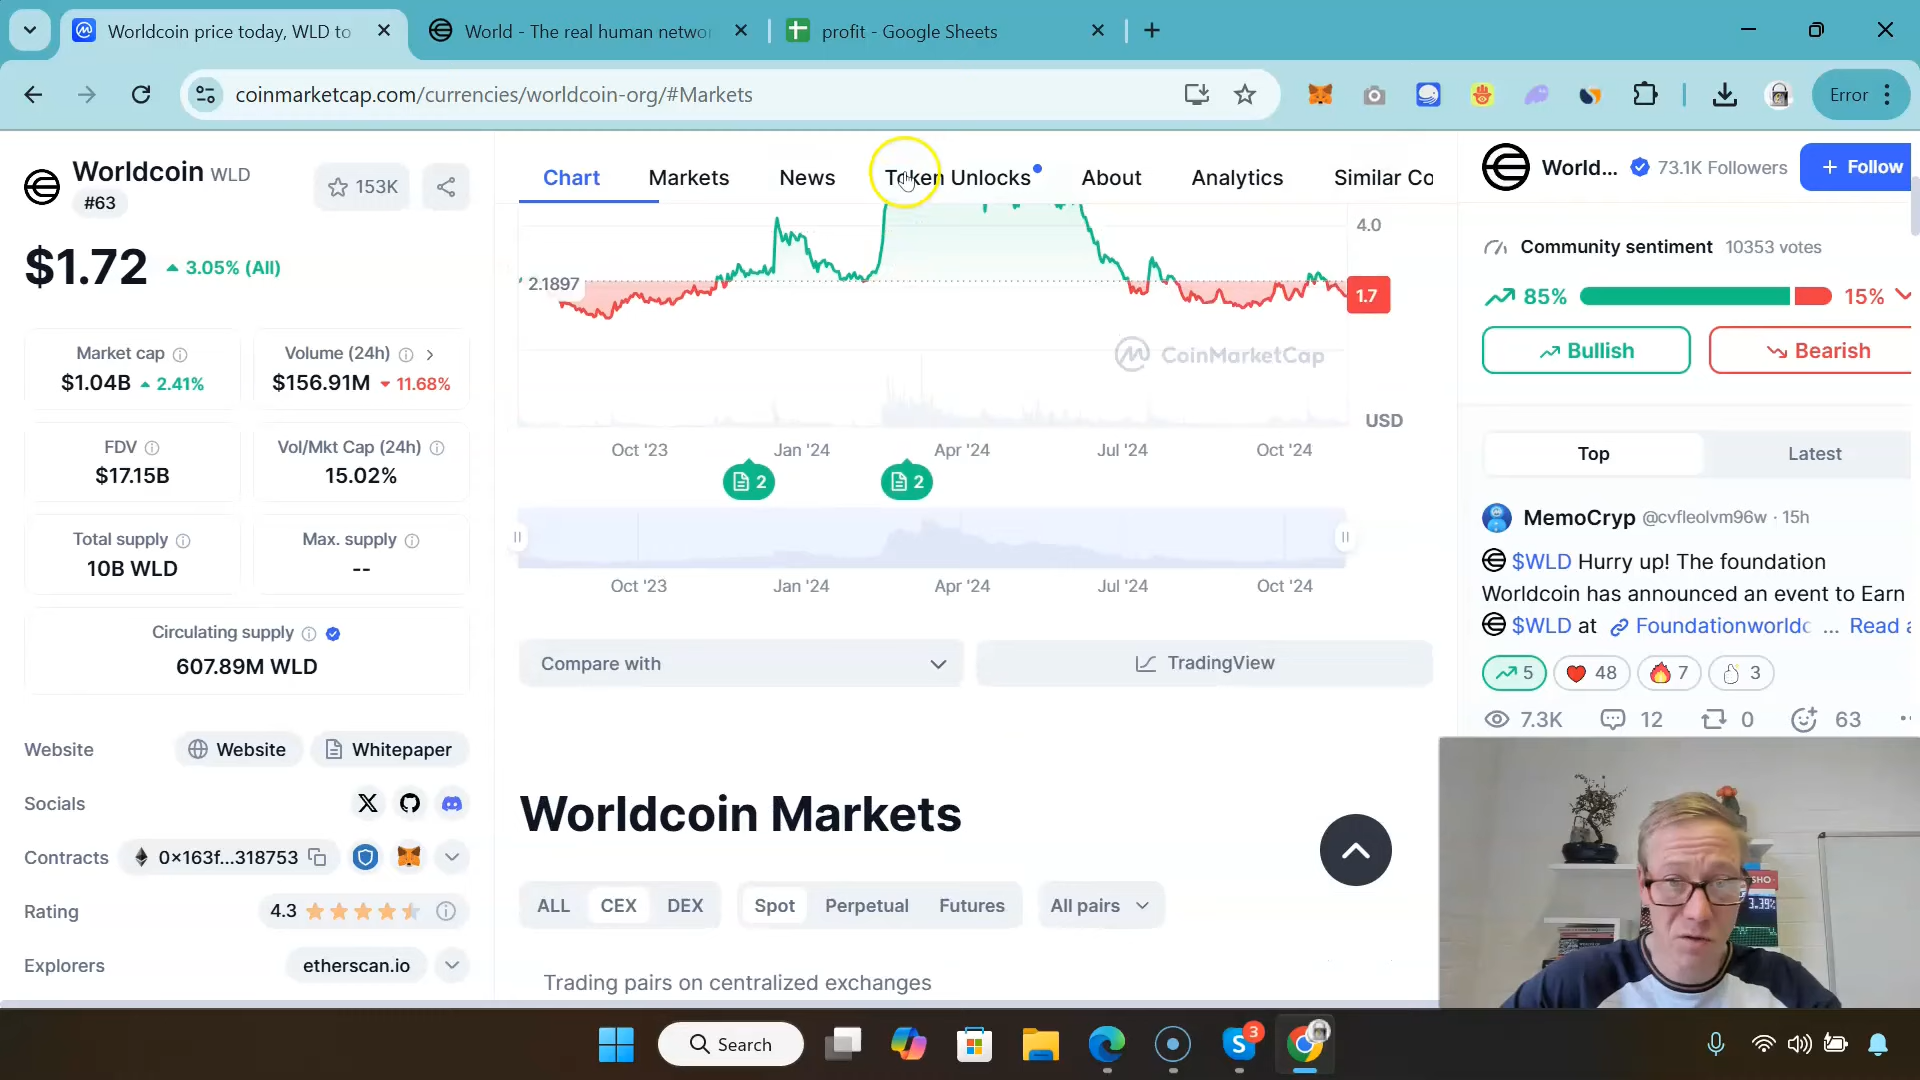 Worldcoin price today, WLD to
World - The real human networ
profit - Google Sheets
coinmarketcap.com/currencies/worldcoin-org/#Markets
Error
Worldcoin WLD
#63
153K
$1.72
3.05% (All)
Market cap
$1.04B 2.41%
Volume (24h)
$156.91M 11.68%
FDV
$17.15B
Vol/Mkt Cap (24h)
15.02%
Total supply
10B WLD
Max. supply
--
Circulating supply
607.89M WLD
Website
Website
Whitepaper
Socials
Contracts
0x163f...318753
Rating
4.3
Explorers
etherscan.io
Chart
Markets
News
Token Unlocks
About
Analytics
Similar Co
4.0
2.1897
1.7
CoinMarketCap
USD
Oct '23
Jan '24
Apr '24
Jul '24
Oct '24
2
2
Oct '23
Jan '24
Apr '24
Jul '24
Oct '24
Compare with
TradingView
Worldcoin Markets
ALL
CEX
DEX
Spot
Perpetual
Futures
All pairs
Trading pairs on centralized exchanges
World...
73.1K Followers
+ Follow
Community sentiment 10353 votes
85%
15%
Bullish
Bearish
Top
Latest
MemoCryp @cvfleolvm96w · 15h
$WLD Hurry up! The foundation
Worldcoin has announced an event to Earn
$WLD at Foundationworldc ... Read a
5
48
7
3
7.3K
12
0
63
3.39%
Search
3